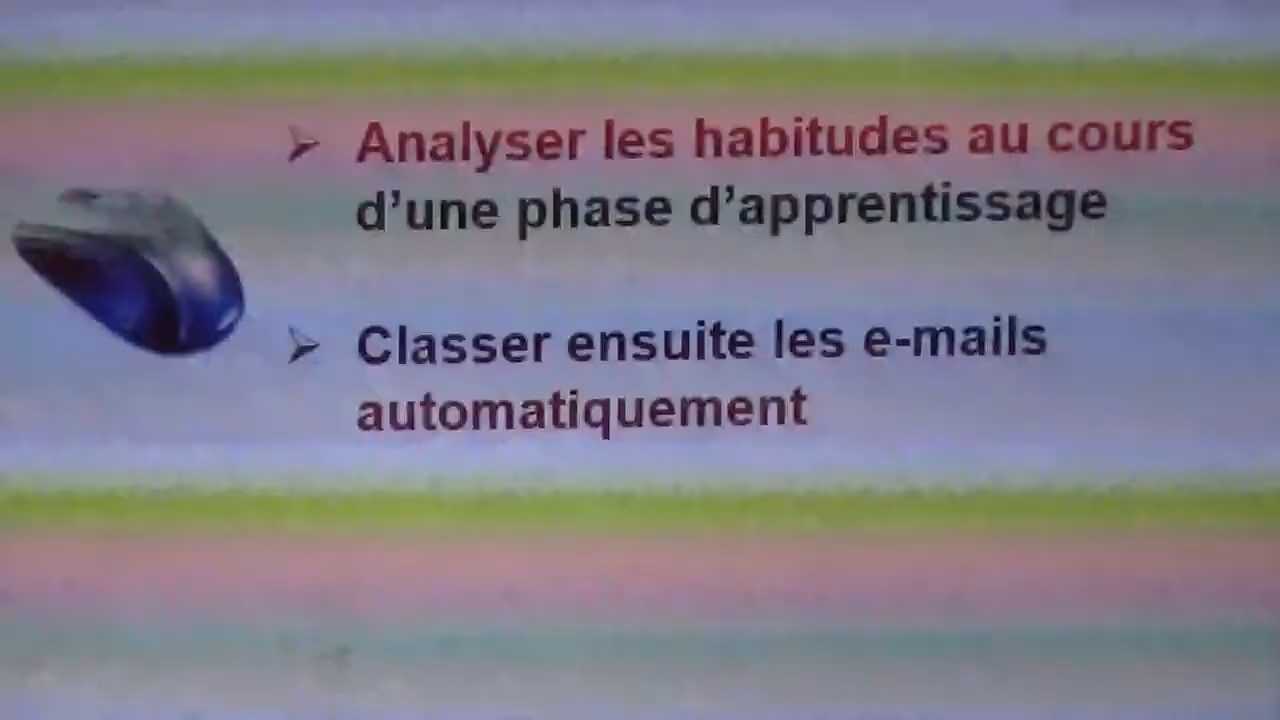 Analyser les habitudes au cours
d’une phase d’apprentissage
Classer ensuite les e-mails
automatiquement